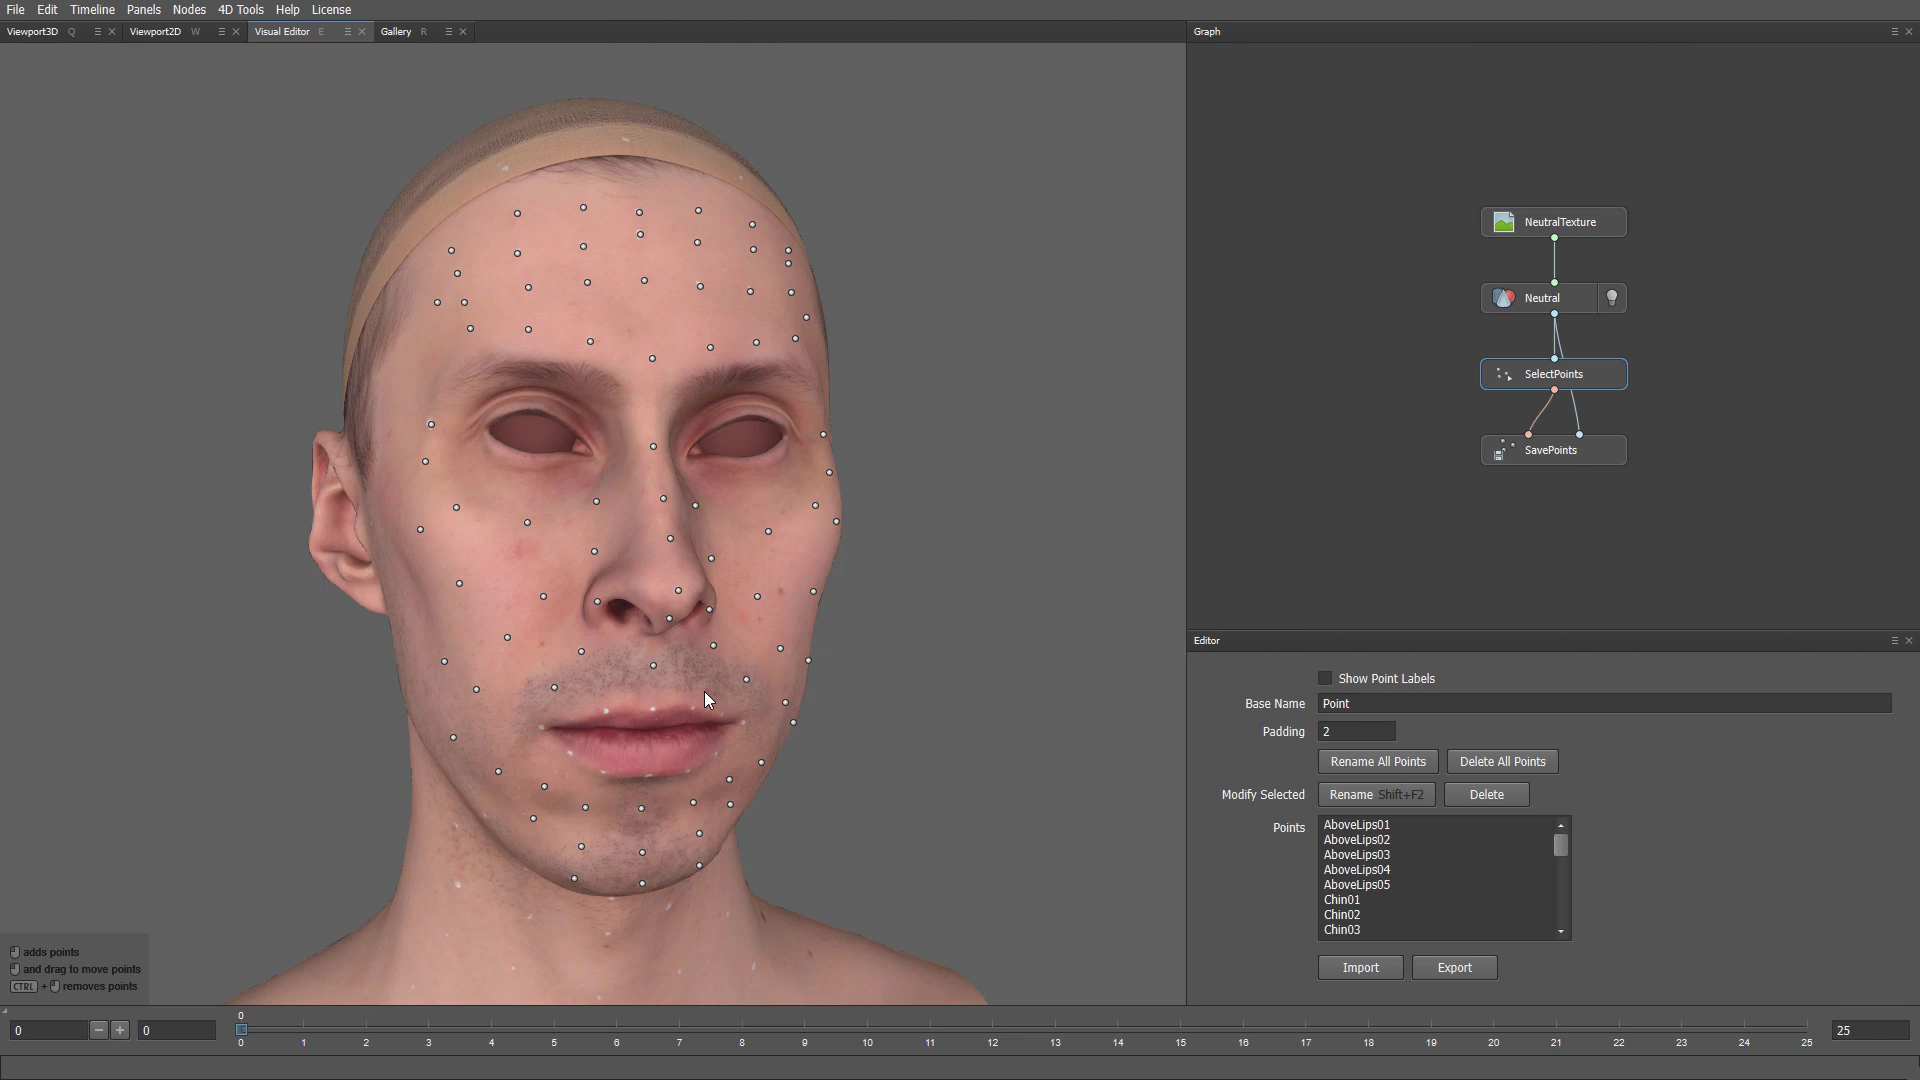 File Edit Timeline Panels Nodes 4D Tools Help License
Viewport3D Q Viewport2D W Visual Editor E Gallery R Graph
NeutralTexture
Neutral
SelectPoints
SavePoints
Editor
Show Point Labels
Base Name Point
Padding 2
Rename All Points Delete All Points
Modify Selected Rename Shift+F2 Delete
Points AboveLips01
AboveLips02
AboveLips03
AboveLips04
AboveLips05
Chin01
Chin02
Chin03
Import Export
adds points
and drag to move points
CTRL + removes points
0
0 − + 0 25
0 1 2 3 4 5 6 7 8 9 10 11 12 13 14 15 16 17 18 19 20 21 22 23 24 25